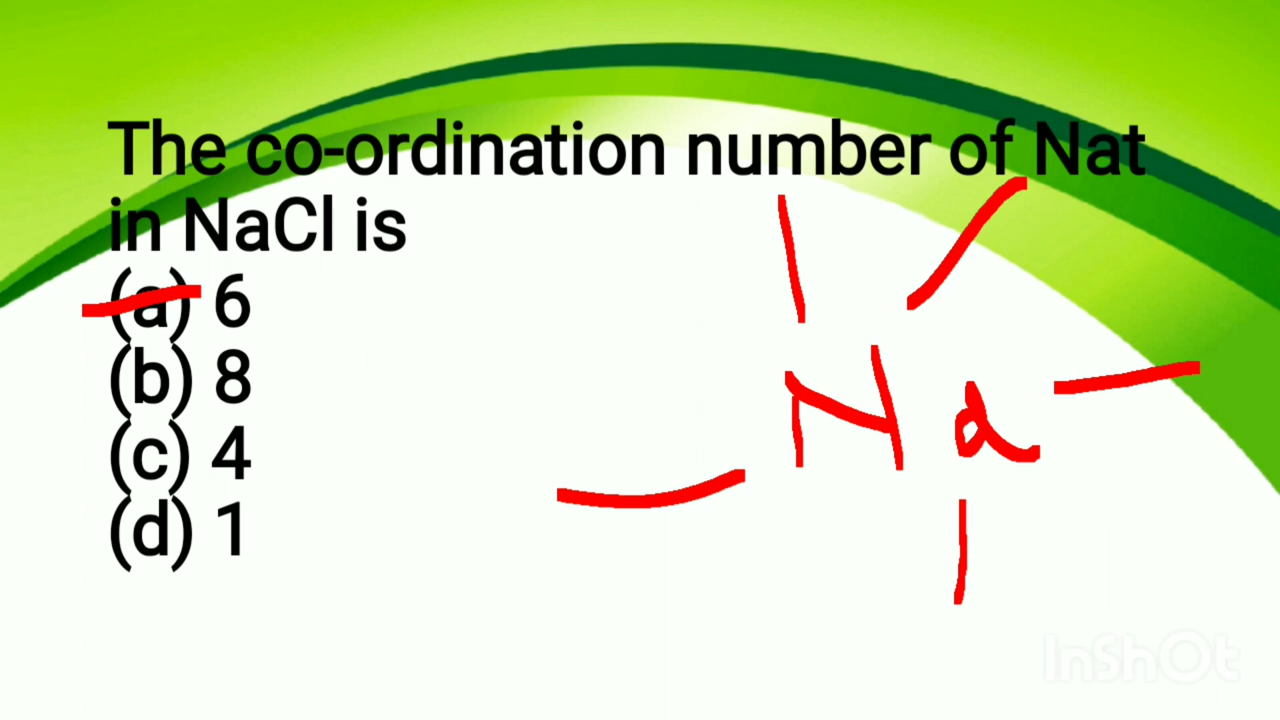 The co-ordination number of Nat
in NaCl is
(a) 6
(b) 8
(c) 4
(d) 1
Na
InShOt